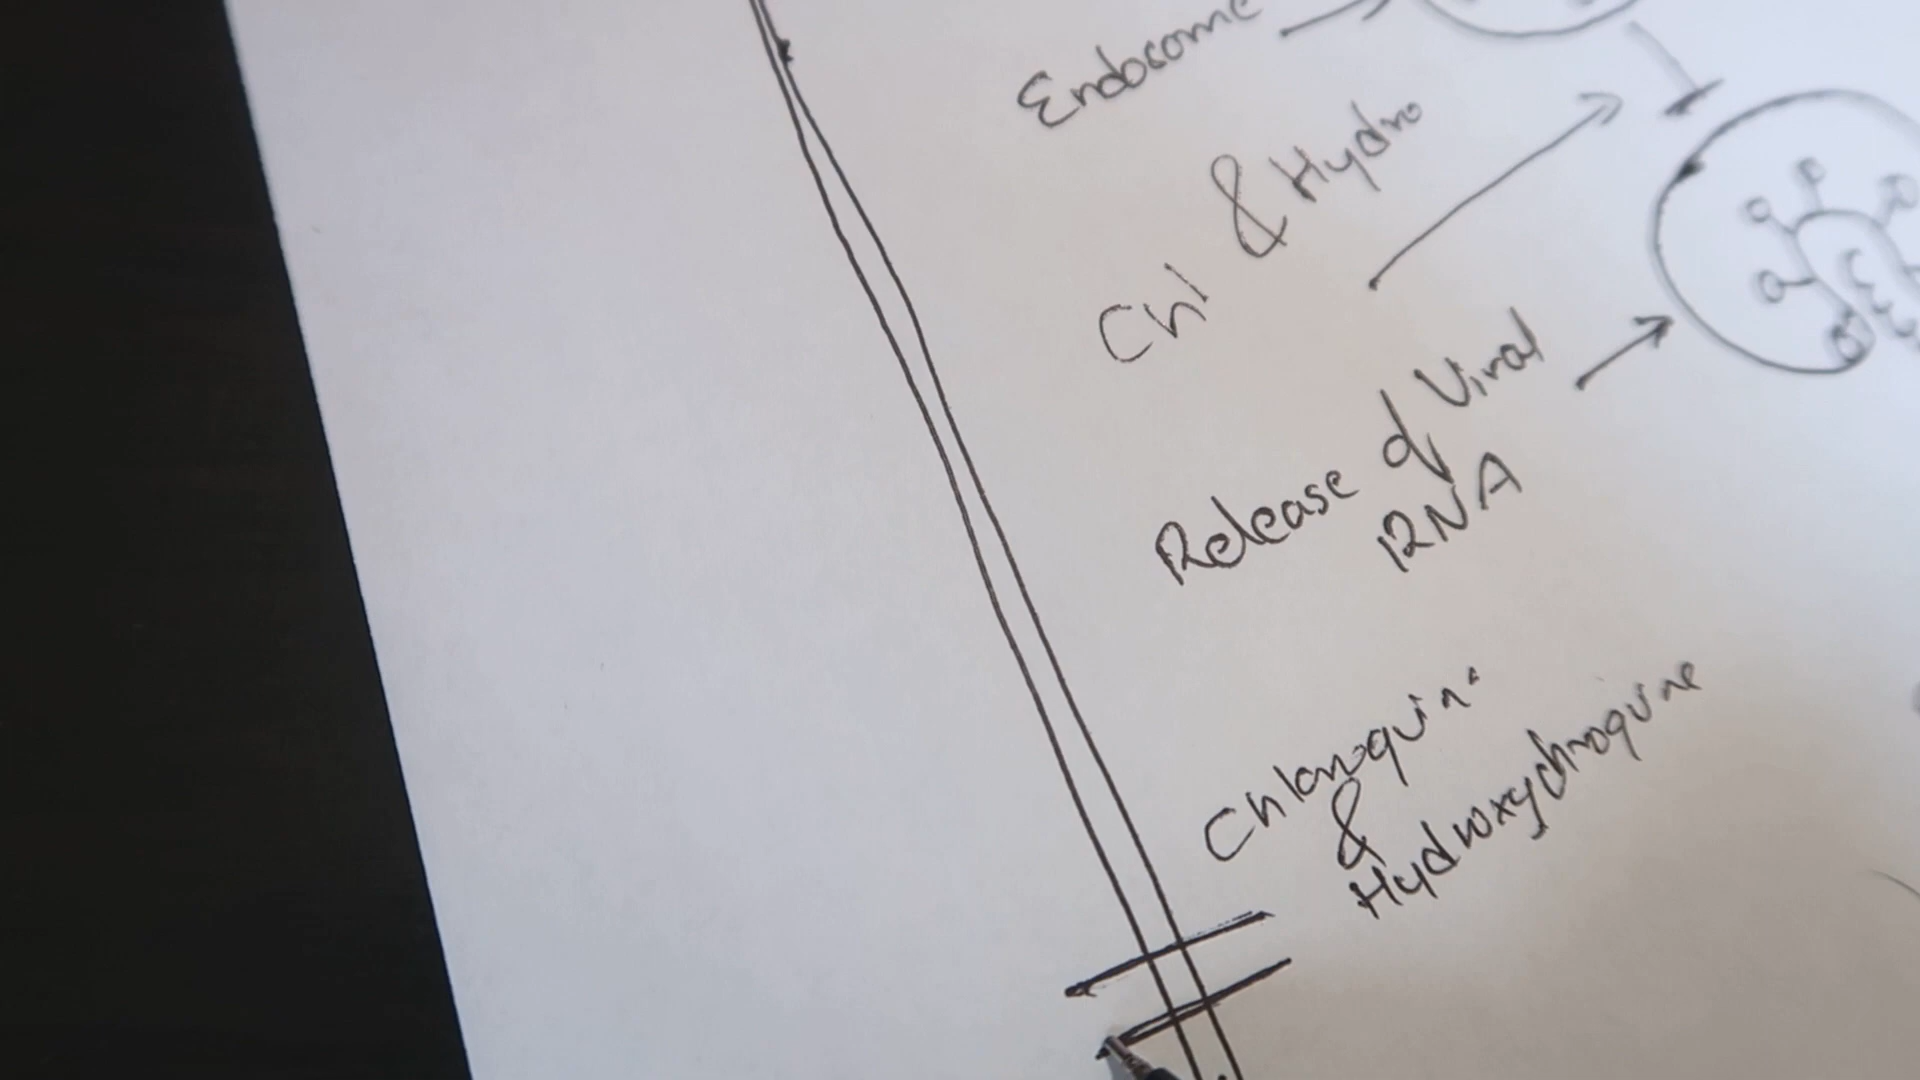 Endosome
Chl & Hydro
Release of Viral
RNA
Chloroquine
&
Hydroxychroquine